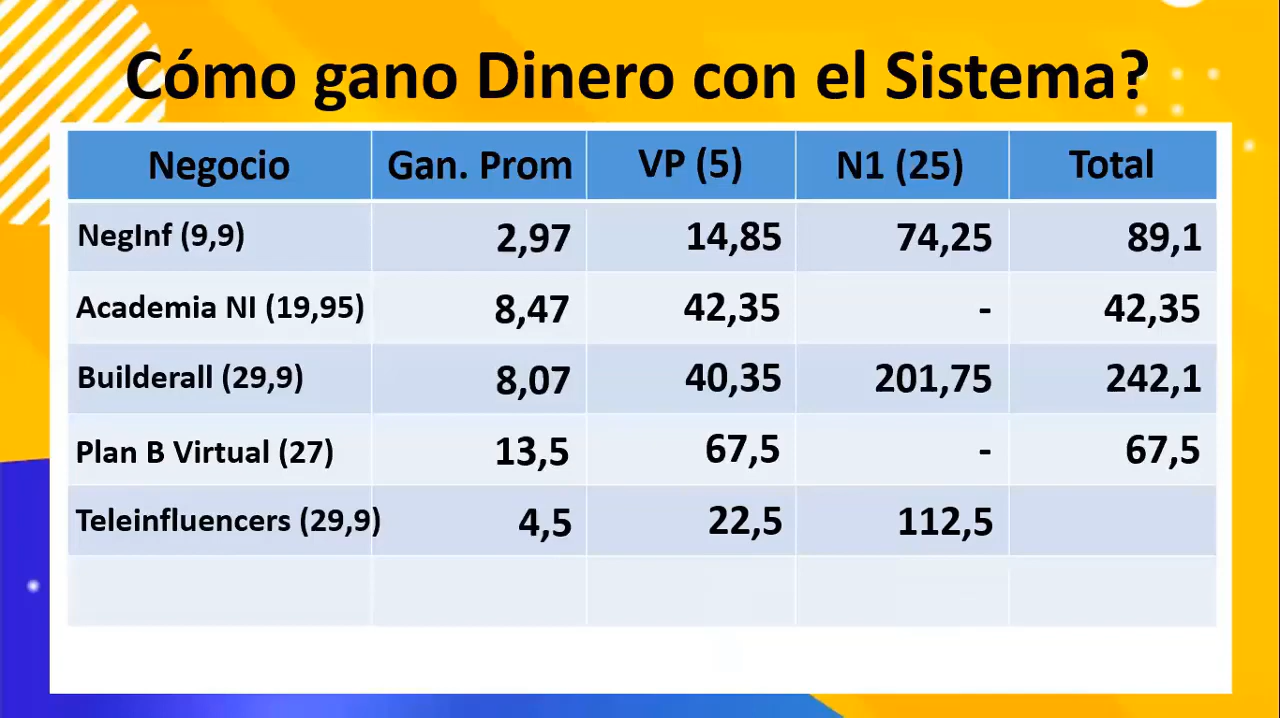 Cómo gano Dinero con el Sistema?
Negocio Gan. Prom VP (5) N1 (25) Total
NegInf (9,9) 2,97 14,85 74,25 89,1
Academia NI (19,95) 8,47 42,35 - 42,35
Builderall (29,9) 8,07 40,35 201,75 242,1
Plan B Virtual (27) 13,5 67,5 - 67,5
Teleinfluencers (29,9) 4,5 22,5 112,5